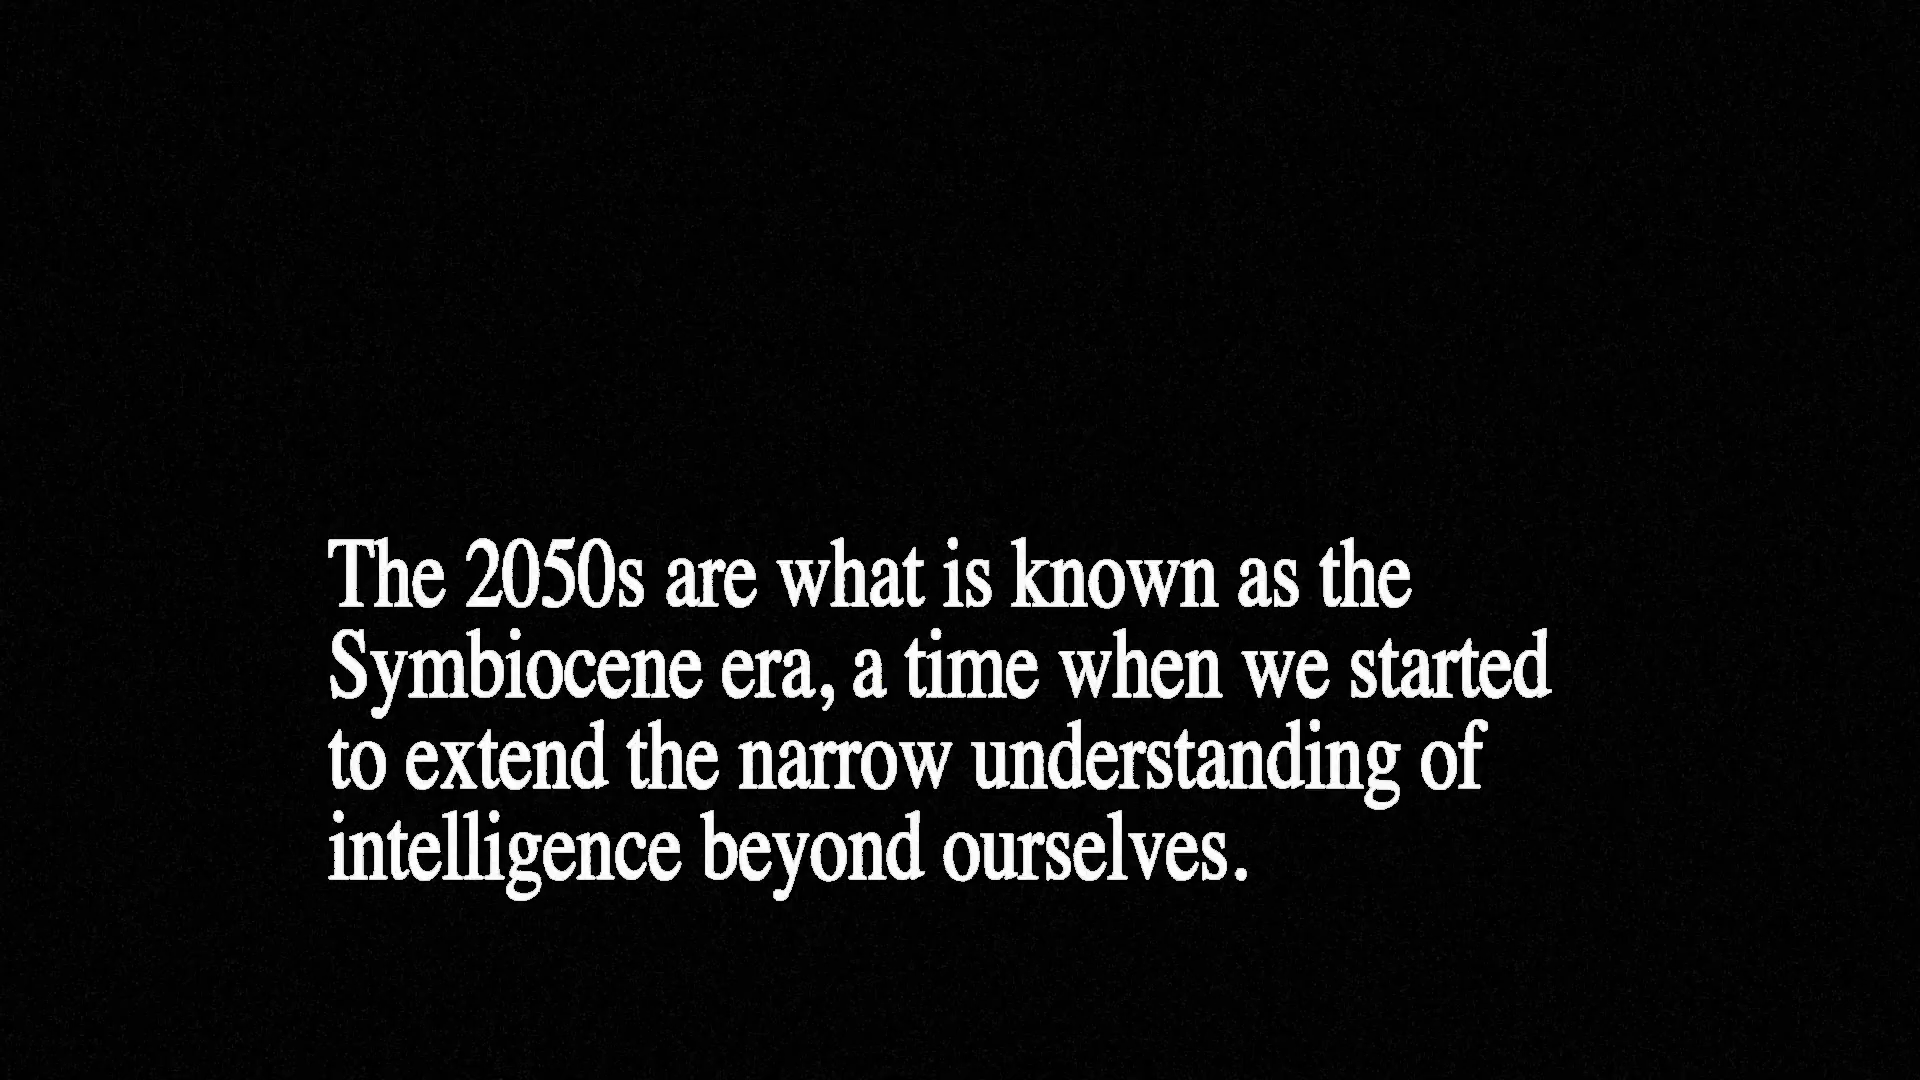 The 2050s are what is known as the
Symbiocene era, a time when we started
to extend the narrow understanding of
intelligence beyond ourselves.